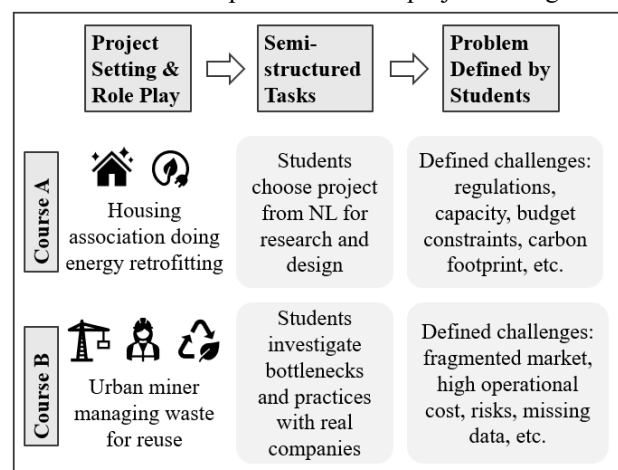 Project
Setting &
Role Play
Semi-
structured
Tasks
Problem
Defined by
Students
Course A
Housing
association doing
energy retrofitting
Students
choose project
from NL for
research and
design
Defined challenges:
regulations,
capacity, budget
constraints, carbon
footprint, etc.
Course B
Urban miner
managing waste
for reuse
Students
investigate
bottlenecks
and practices
with real
companies
Defined challenges:
fragmented market,
high operational
cost, risks, missing
data, etc.